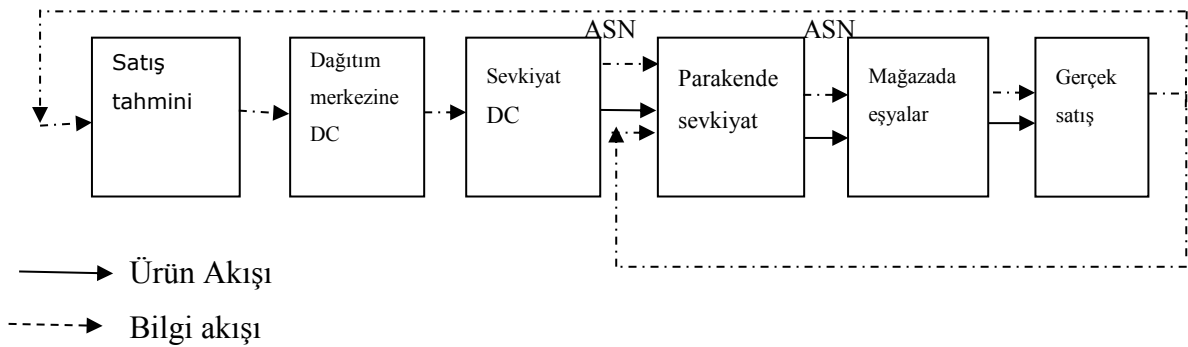 ASN
ASN
Satış
tahmini
Dağıtım
merkezine
DC
Sevkiyat
DC
Parakende
sevkiyat
Mağazada
eşyalar
Gerçek
satış
Ürün Akışı
Bilgi akışı